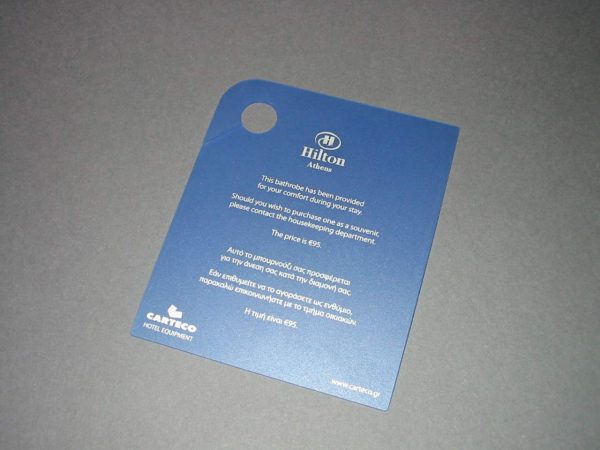 H
Hilton
Athens
This bathrobe has been provided
for your comfort during your stay.
Should you wish to purchase one as a souvenir,
please contact the housekeeping department.
The price is €95.
Αυτό το μπουρνούζι σας προσφέρεται
για την άνεση σας κατά την διαμονή σας.
Εάν επιθυμείτε να το αγοράσετε ως ενθύμιο,
παρακαλώ επικοινωνήστε με το τμήμα οικιακών.
Η τιμή είναι €95.
CARTECO
HOTEL EQUIPMENT
www.carteco.gr